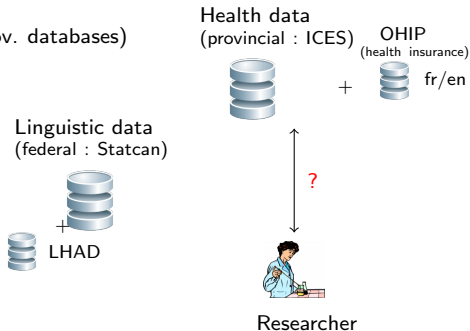 Health data
(provincial : ICES)
OHIP
(health insurance)
+
fr/en
ov. databases)
Linguistic data
(federal : Statcan)
+
LHAD
?
Researcher